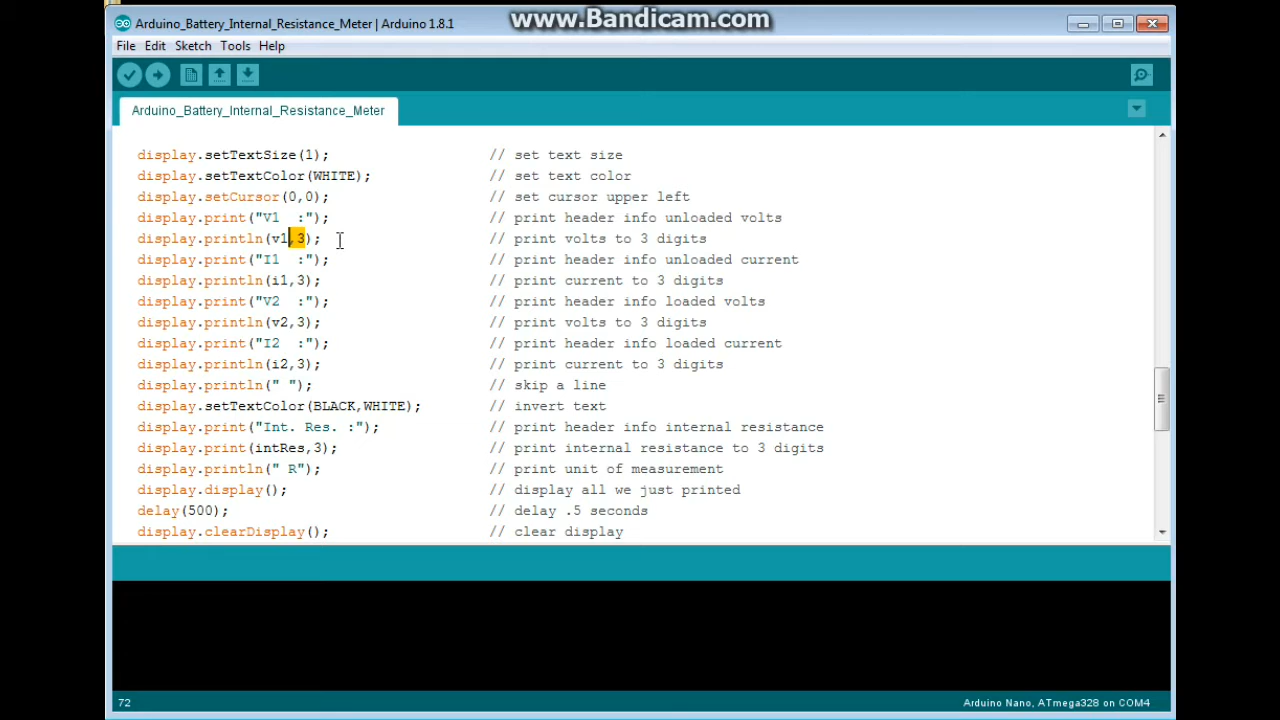 www.Bandicam.com
Arduino_Battery_Internal_Resistance_Meter | Arduino 1.8.1
File Edit Sketch Tools Help
Arduino_Battery_Internal_Resistance_Meter
display.setTextSize(1); // set text size
display.setTextColor(WHITE); // set text color
display.setCursor(0,0); // set cursor upper left
display.print("V1  :"); // print header info unloaded volts
display.println(v1,3); // print volts to 3 digits
display.print("I1  :"); // print header info unloaded current
display.println(i1,3); // print current to 3 digits
display.print("V2  :"); // print header info loaded volts
display.println(v2,3); // print volts to 3 digits
display.print("I2  :"); // print header info loaded current
display.println(i2,3); // print current to 3 digits
display.println(" "); // skip a line
display.setTextColor(BLACK,WHITE); // invert text
display.print("Int. Res. :"); // print header info internal resistance
display.print(intRes,3); // print internal resistance to 3 digits
display.println(" R"); // print unit of measurement
display.display(); // display all we just printed
delay(500); // delay .5 seconds
display.clearDisplay(); // clear display
72 Arduino Nano, ATmega328 on COM4